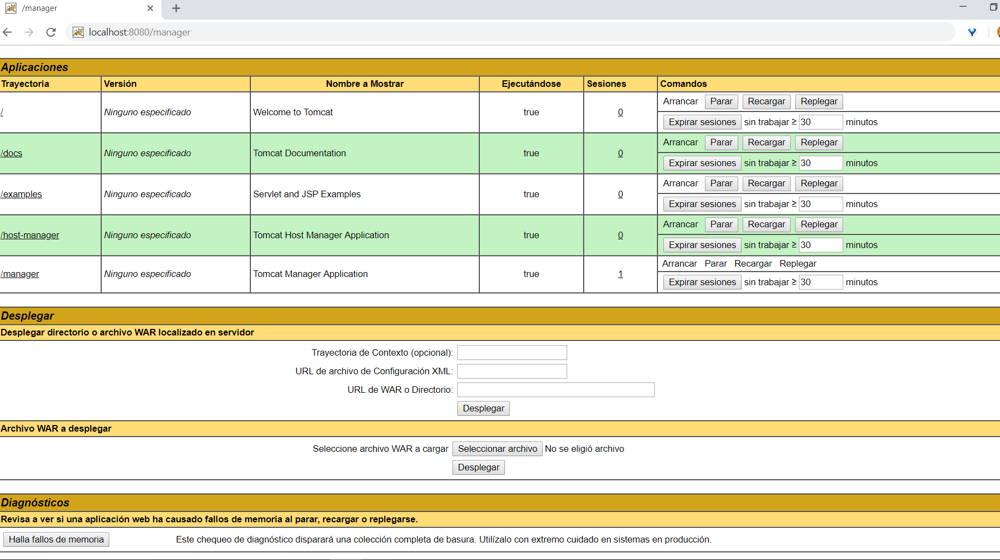 /manager
localhost:8080/manager
Aplicaciones
Trayectoria Versión Nombre a Mostrar Ejecutándose Sesiones Comandos
/ Ninguno especificado Welcome to Tomcat true 0 Arrancar Parar Recargar Replegar
Expirar sesiones sin trabajar ≥ 30 minutos
/docs Ninguno especificado Tomcat Documentation true 0 Arrancar Parar Recargar Replegar
Expirar sesiones sin trabajar ≥ 30 minutos
/examples Ninguno especificado Servlet and JSP Examples true 0 Arrancar Parar Recargar Replegar
Expirar sesiones sin trabajar ≥ 30 minutos
/host-manager Ninguno especificado Tomcat Host Manager Application true 0 Arrancar Parar Recargar Replegar
Expirar sesiones sin trabajar ≥ 30 minutos
/manager Ninguno especificado Tomcat Manager Application true 1 Arrancar Parar Recargar Replegar
Expirar sesiones sin trabajar ≥ 30 minutos
Desplegar
Desplegar directorio o archivo WAR localizado en servidor
Trayectoria de Contexto (opcional):
URL de archivo de Configuración XML:
URL de WAR o Directorio:
Desplegar
Archivo WAR a desplegar
Seleccione archivo WAR a cargar Seleccionar archivo No se eligió archivo
Desplegar
Diagnósticos
Revisa a ver si una aplicación web ha causado fallos de memoria al parar, recargar o replegarse.
Halla fallos de memoria Este chequeo de diagnóstico disparará una colección completa de basura. Utilízalo con extremo cuidado en sistemas en producción.